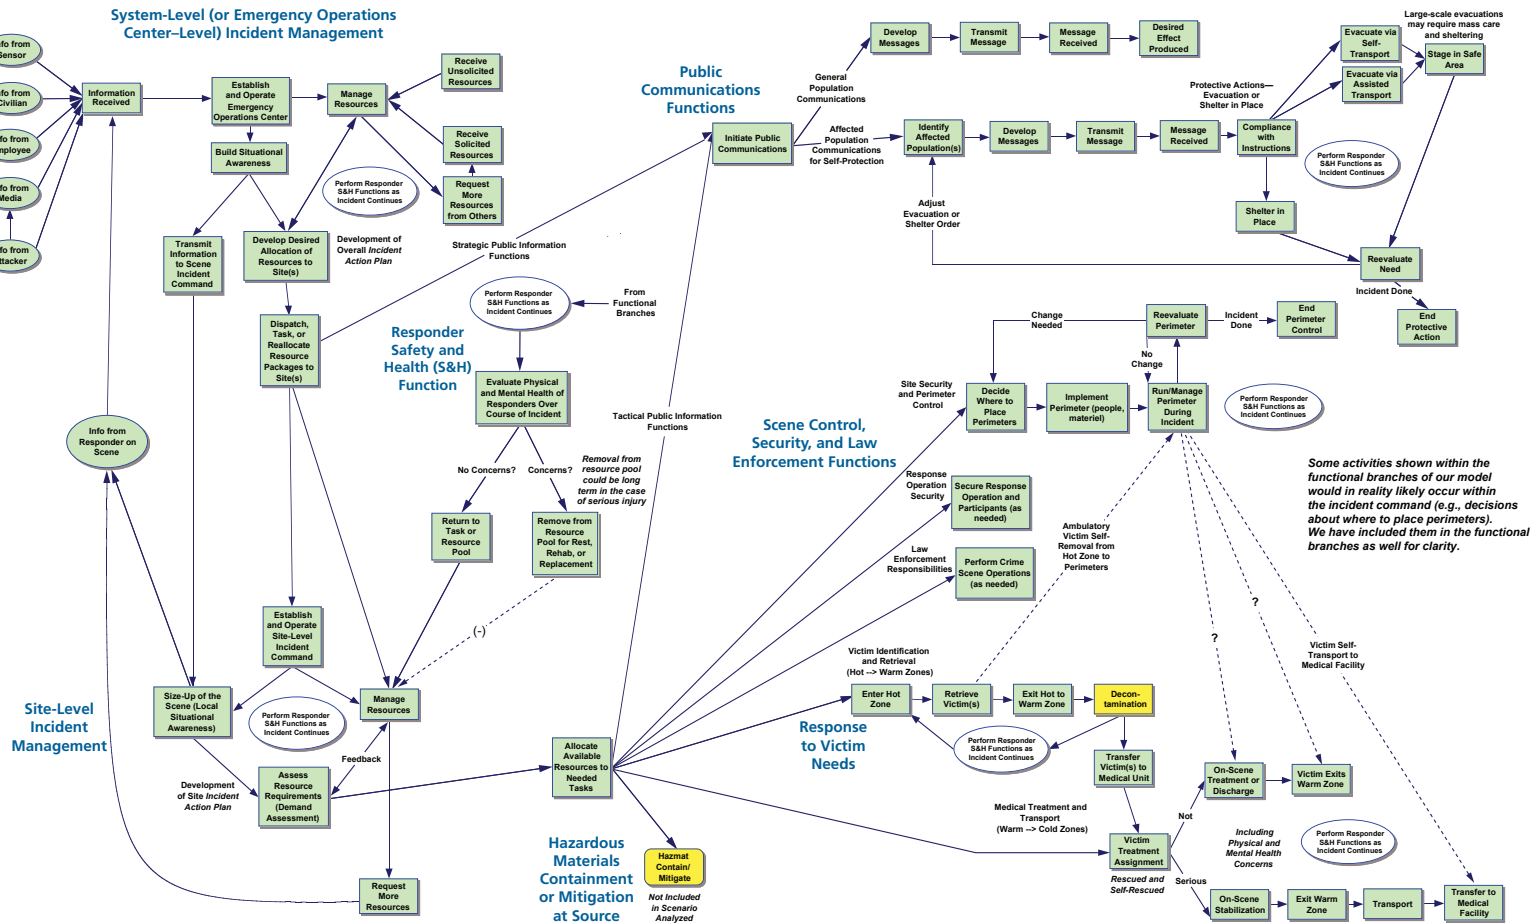 System-Level (or Emergency Operations
Center–Level) Incident Management
Sensor
Information
Received
Establish
and Operate
Emergency
Operations Center
Manage
Resources
Receive
Unsolicited
Resources
Receive
Solicited
Resources
Request
More
Resources
from Others
Build Situational
Awareness
Perform Responder
S&H Functions as
Incident Continues
Media
Transmit
Information
to Scene
Incident
Command
Develop Desired
Allocation of
Resources to
Site(s)
Development of
Overall Incident
Action Plan
Dispatch,
Task, or
Reallocate
Resource
Packages to
Site(s)
Strategic Public Information
Functions
Public
Communications
Functions
Initiate Public
Communications
General
Population
Communications
Affected
Population
Communications
for Self-Protection
Develop
Messages
Transmit
Message
Message
Received
Desired
Effect
Produced
Identify
Affected
Population(s)
Develop
Messages
Transmit
Message
Message
Received
Compliance
with
Instructions
Protective Actions—
Evacuation or
Shelter in Place
Evacuate via
Self-
Transport
Evacuate via
Assisted
Transport
Large-scale evacuations
may require mass care
and sheltering
Stage in Safe
Area
Perform Responder
S&H Functions as
Incident Continues
Shelter in
Place
Adjust
Evacuation or
Shelter Order
Reevaluate
Need
Incident Done
End
Protective
Action
Responder
Safety and
Health (S&H)
Function
Perform Responder
S&H Functions as
Incident Continues
From
Functional
Branches
Evaluate Physical
and Mental Health of
Responders Over
Course of Incident
No Concerns?
Concerns?
Removal from
resource pool
could be long
term in the case
of serious injury
Return to
Task or
Resource
Pool
Remove from
Resource
Pool for Rest,
Rehab, or
Replacement
(-)
Tactical Public Information
Functions
Scene Control,
Security, and Law
Enforcement Functions
Site Security
and Perimeter
Control
Decide
Where to
Place
Perimeters
Implement
Perimeter (people,
materiel)
Run/Manage
Perimeter
During
Incident
Change
Needed
Reevaluate
Perimeter
Incident
Done
End
Perimeter
Control
No
Change
Perform Responder
S&H Functions as
Incident Continues
Response
Operation
Security
Secure Response
Operation and
Participants (as
needed)
Law
Enforcement
Responsibilities
Perform Crime
Scene Operations
(as needed)
Ambulatory
Victim Self-
Removal from
Hot Zone to
Perimeters
Some activities shown within the
functional branches of our model
would in reality likely occur within
the incident command (e.g., decisions
about where to place perimeters).
We have included them in the functional
branches as well for clarity.
?
?
Victim Self-
Transport to
Medical Facility
Info from
Responder on
Scene
Site-Level
Incident
Management
Establish
and Operate
Site-Level
Incident
Command
Size-Up of the
Scene (Local
Situational
Awareness)
Perform Responder
S&H Functions as
Incident Continues
Manage
Resources
Feedback
Development
of Site Incident
Action Plan
Assess
Resource
Requirements
(Demand
Assessment)
Request
More
Resources
Allocate
Available
Resources to
Needed
Tasks
Hazardous
Materials
Containment
or Mitigation
at Source
Hazmat
Contain/
Mitigate
Not Included
in Scenario
Analyzed
Response
to Victim
Needs
Victim Identification
and Retrieval
(Hot --> Warm Zones)
Enter Hot
Zone
Retrieve
Victim(s)
Exit Hot to
Warm Zone
Decon-
tamination
Perform Responder
S&H Functions as
Incident Continues
Transfer
Victim(s) to
Medical Unit
Medical Treatment and
Transport
(Warm --> Cold Zones)
Victim
Treatment
Assignment
Rescued and
Self-Rescued
Not
Serious
On-Scene
Treatment or
Discharge
Victim Exits
Warm Zone
Including
Physical and
Mental Health
Concerns
Perform Responder
S&H Functions as
Incident Continues
On-Scene
Stabilization
Exit Warm
Zone
Transport
Transfer to
Medical
Facility